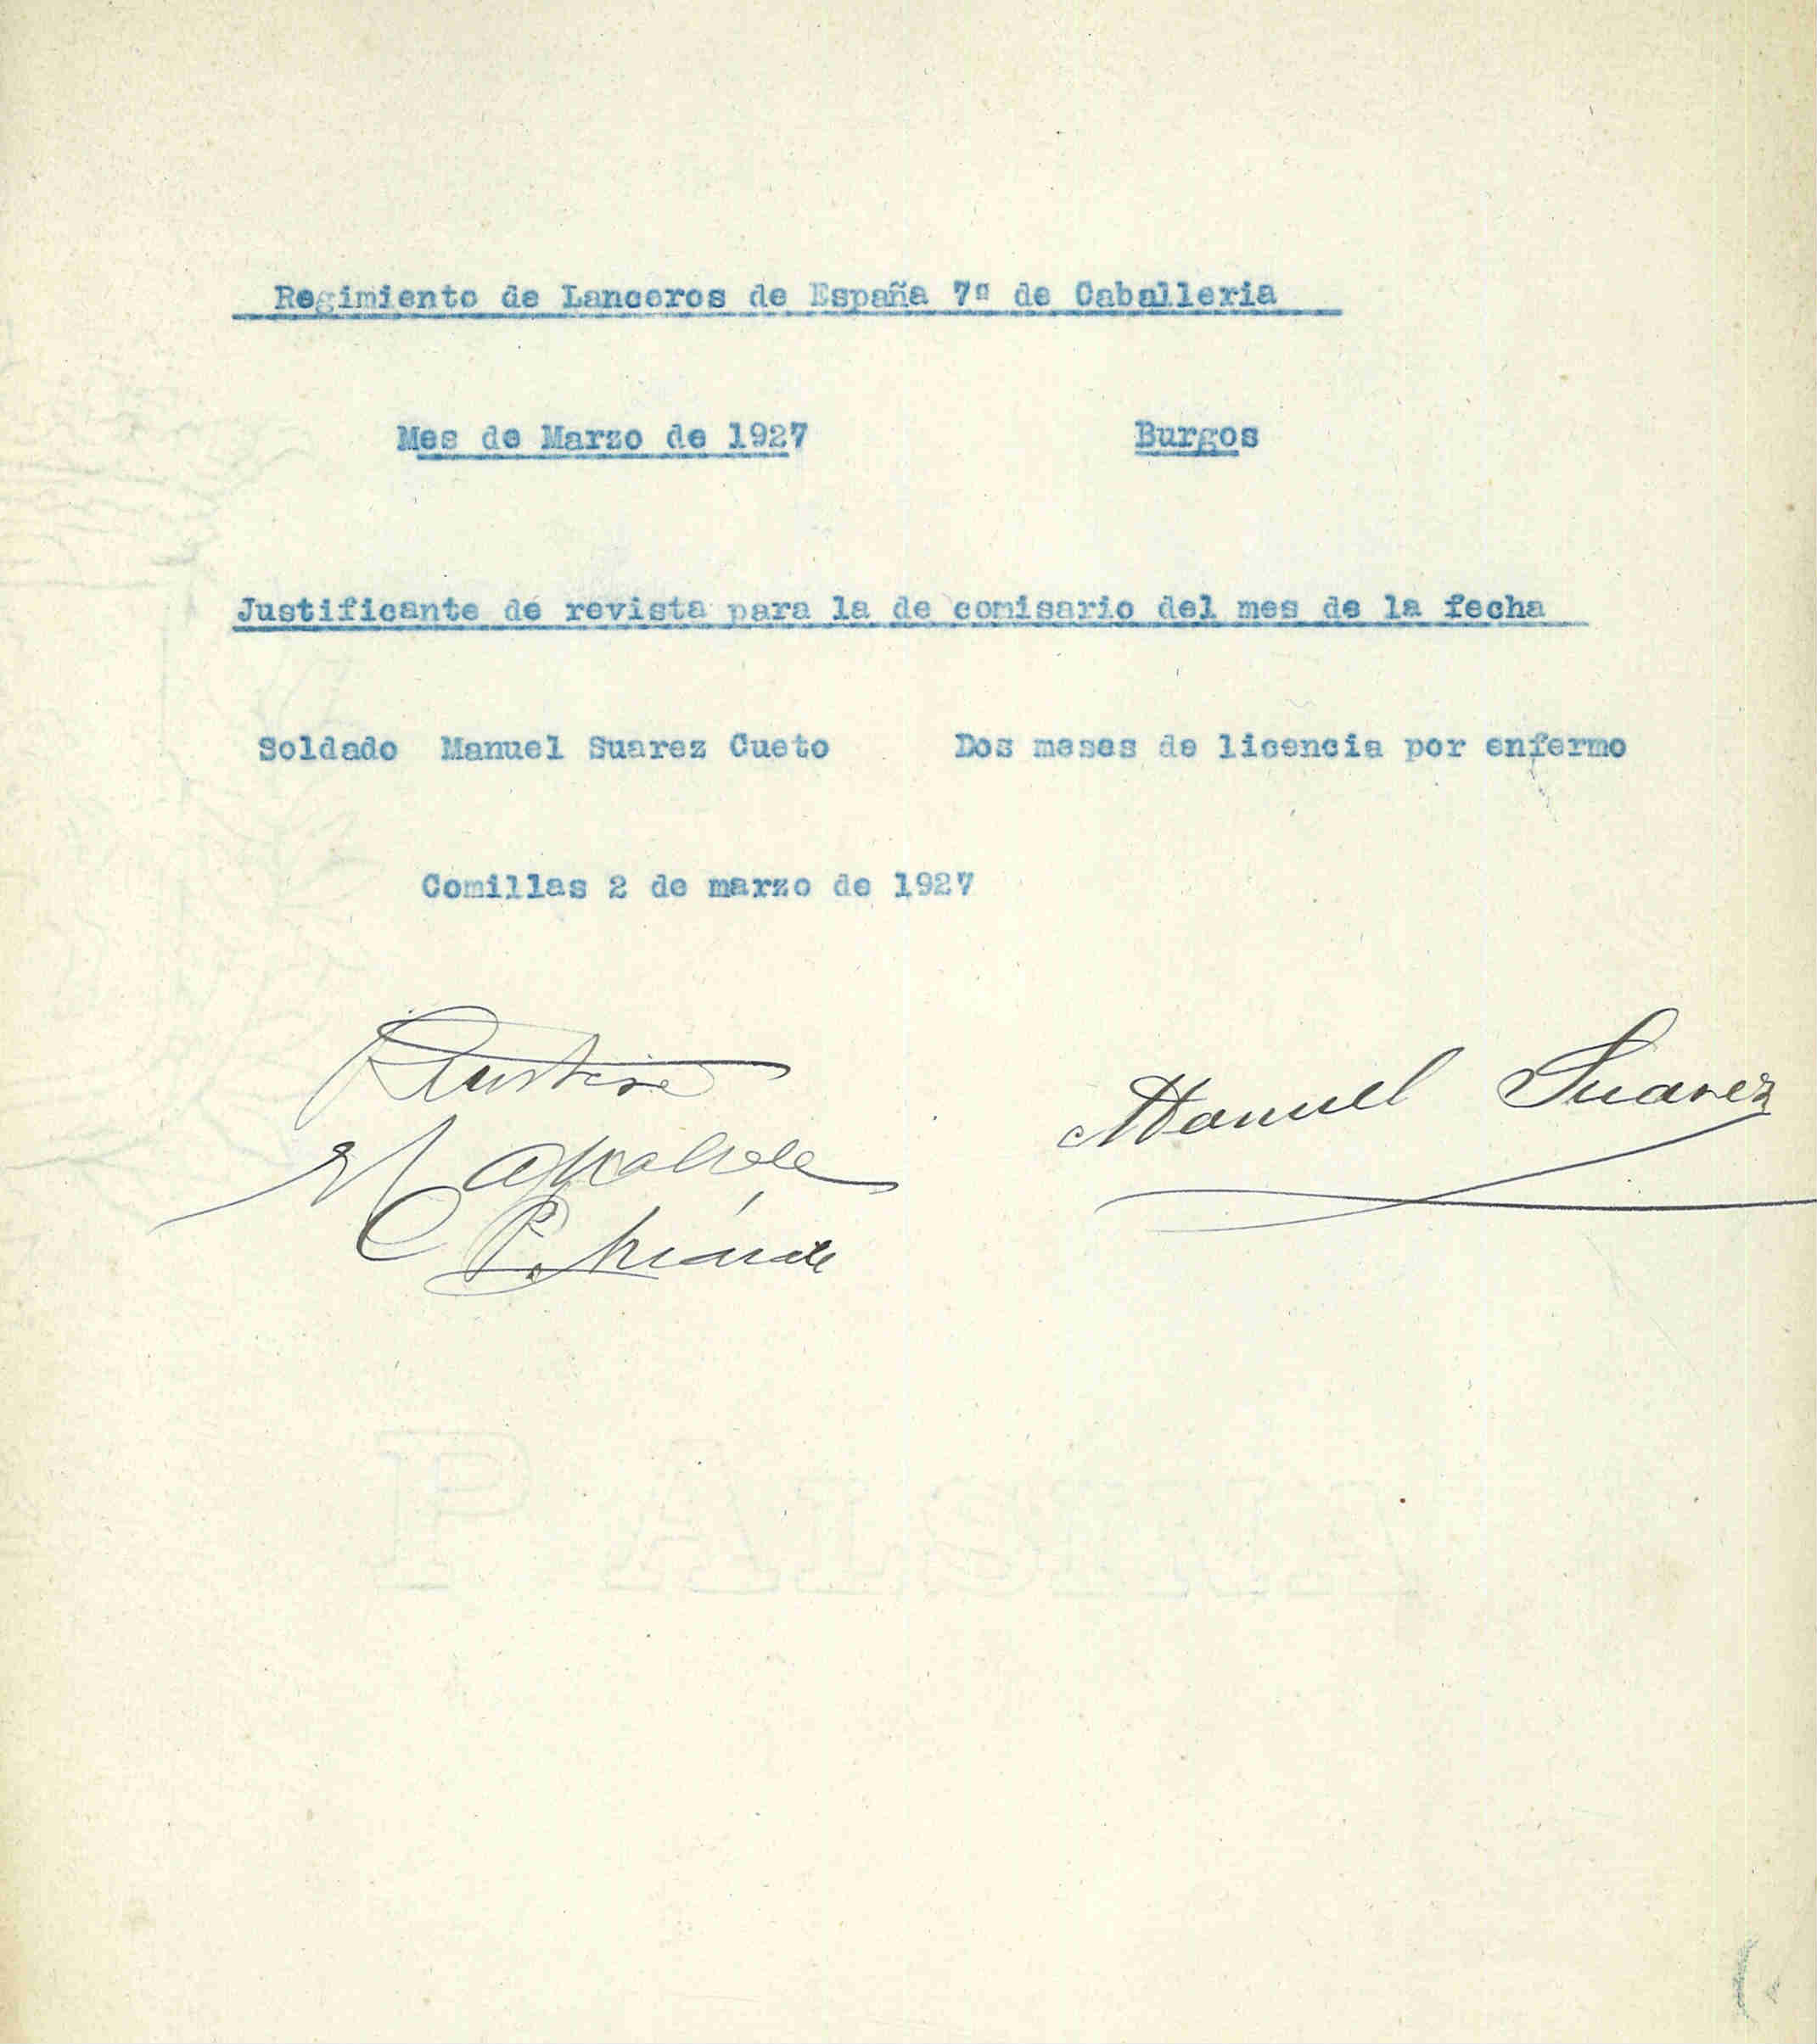 Regimiento de Lanceros de España 7º de Caballeria
Mes de Marzo de 1927 Burgos
Justificante de revista para la de comisario del mes de la fecha
Soldado Manuel Suarez Cueto Dos meses de licencia por enfermo
Comillas 2 de marzo de 1927
Manuel Suarez
P ALSINA